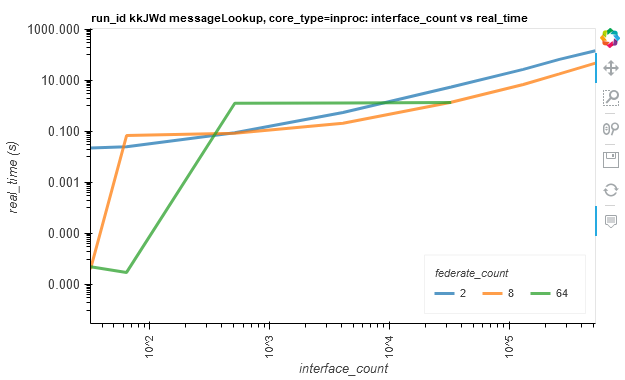 run_id kkJWd messageLookup, core_type=inproc: interface_count vs real_time
1000.000
10.000
0.100
0.001
0.000
0.000
real_time (s)
federate_count
2 8 64
10^2 10^3 10^4 10^5
interface_count